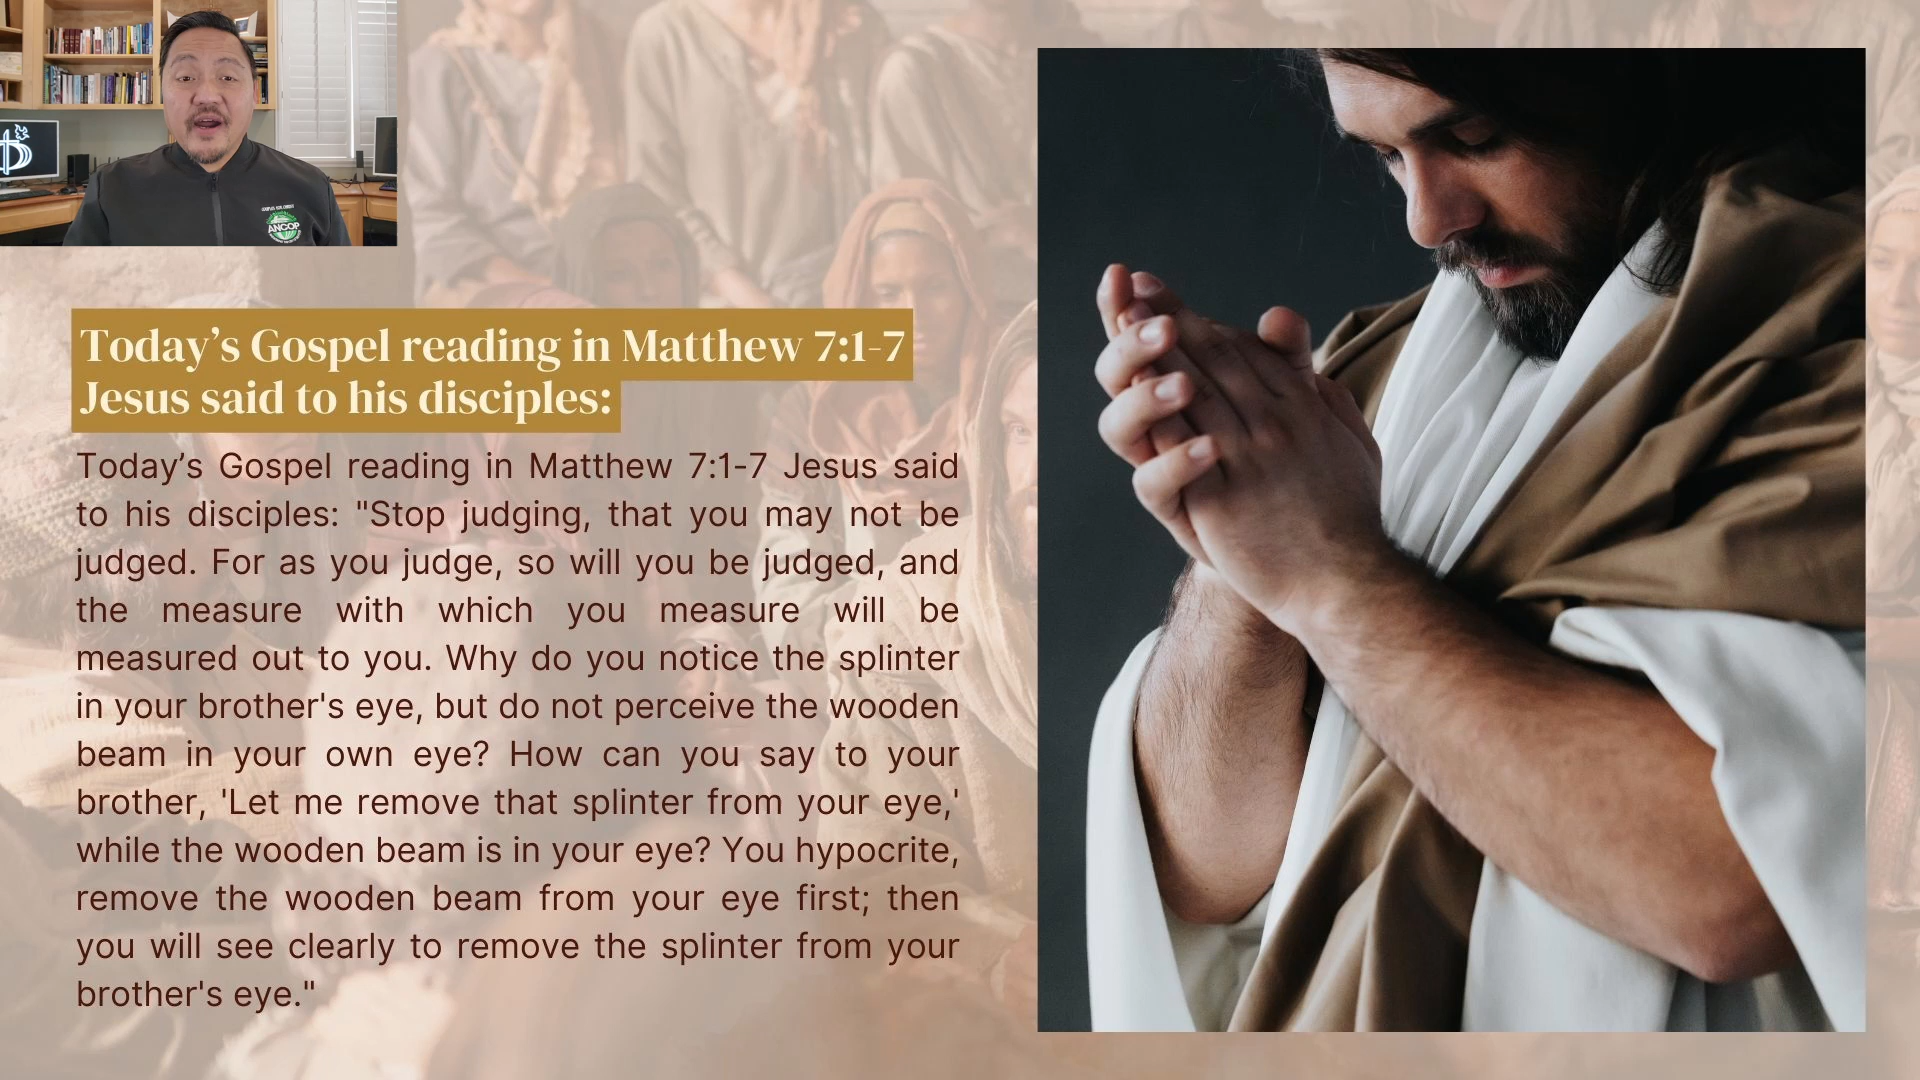 ANCOP
Today’s Gospel reading in Matthew 7:1-7
Jesus said to his disciples:
Today’s Gospel reading in Matthew 7:1-7 Jesus said
to his disciples: "Stop judging, that you may not be
judged. For as you judge, so will you be judged, and
the measure with which you measure will be
measured out to you. Why do you notice the splinter
in your brother's eye, but do not perceive the wooden
beam in your own eye? How can you say to your
brother, 'Let me remove that splinter from your eye,'
while the wooden beam is in your eye? You hypocrite,
remove the wooden beam from your eye first; then
you will see clearly to remove the splinter from your
brother's eye."